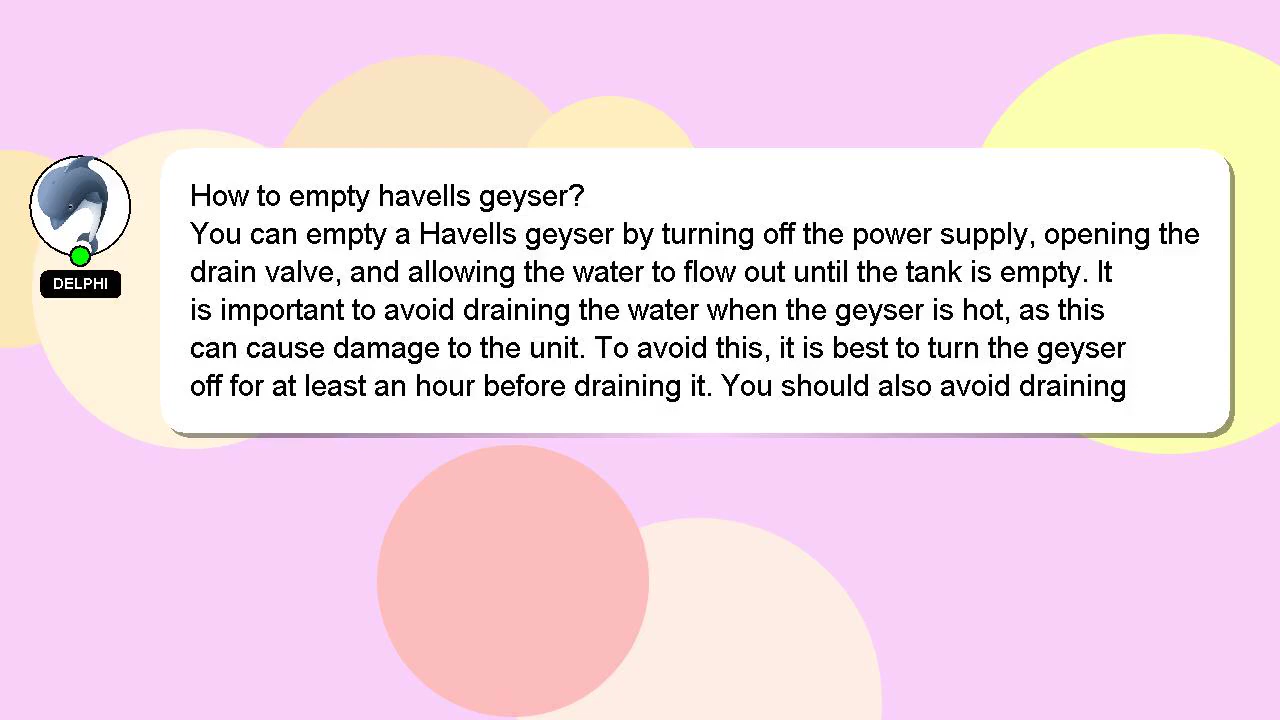 How to empty havells geyser?
You can empty a Havells geyser by turning off the power supply, opening the
drain valve, and allowing the water to flow out until the tank is empty. It
is important to avoid draining the water when the geyser is hot, as this
can cause damage to the unit. To avoid this, it is best to turn the geyser
off for at least an hour before draining it. You should also avoid draining
DELPHI